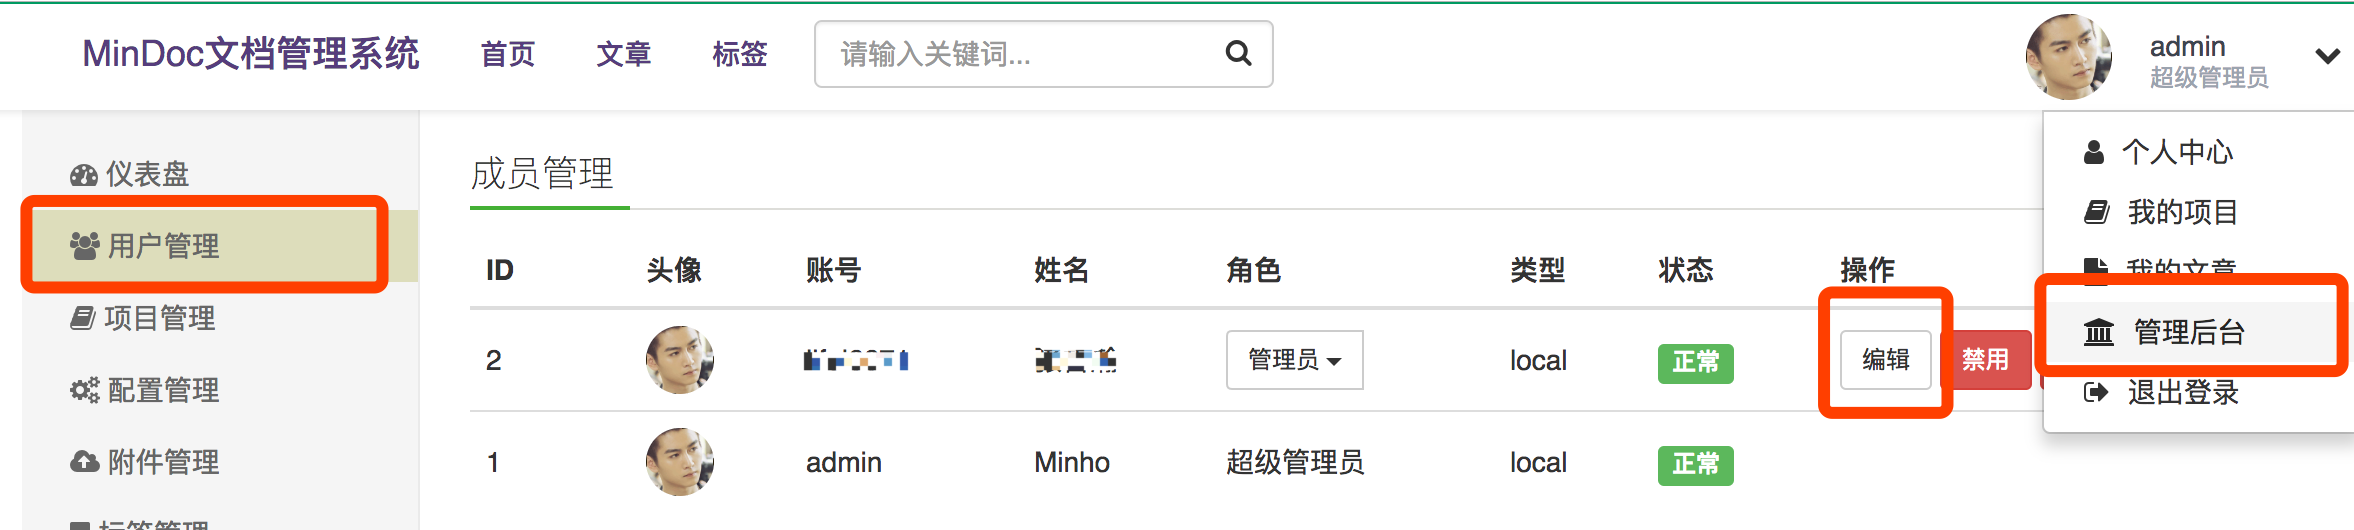 MinDoc文档管理系统 首页 文章 标签 请输入关键词... admin
超级管理员
个人中心
我的项目
我的文章
管理后台
退出登录
仪表盘
用户管理
项目管理
配置管理
附件管理
标签管理
成员管理
ID 头像 账号 姓名 角色 类型 状态 操作
2 管理员 local 正常 编辑 禁用
1 admin Minho 超级管理员 local 正常